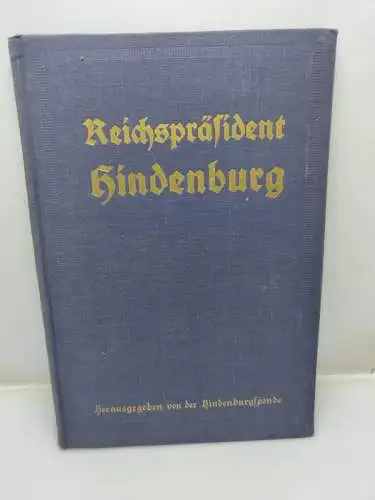 Reichspräſident
Hindenburg
Herausgegeben von der Hindenburgſpende